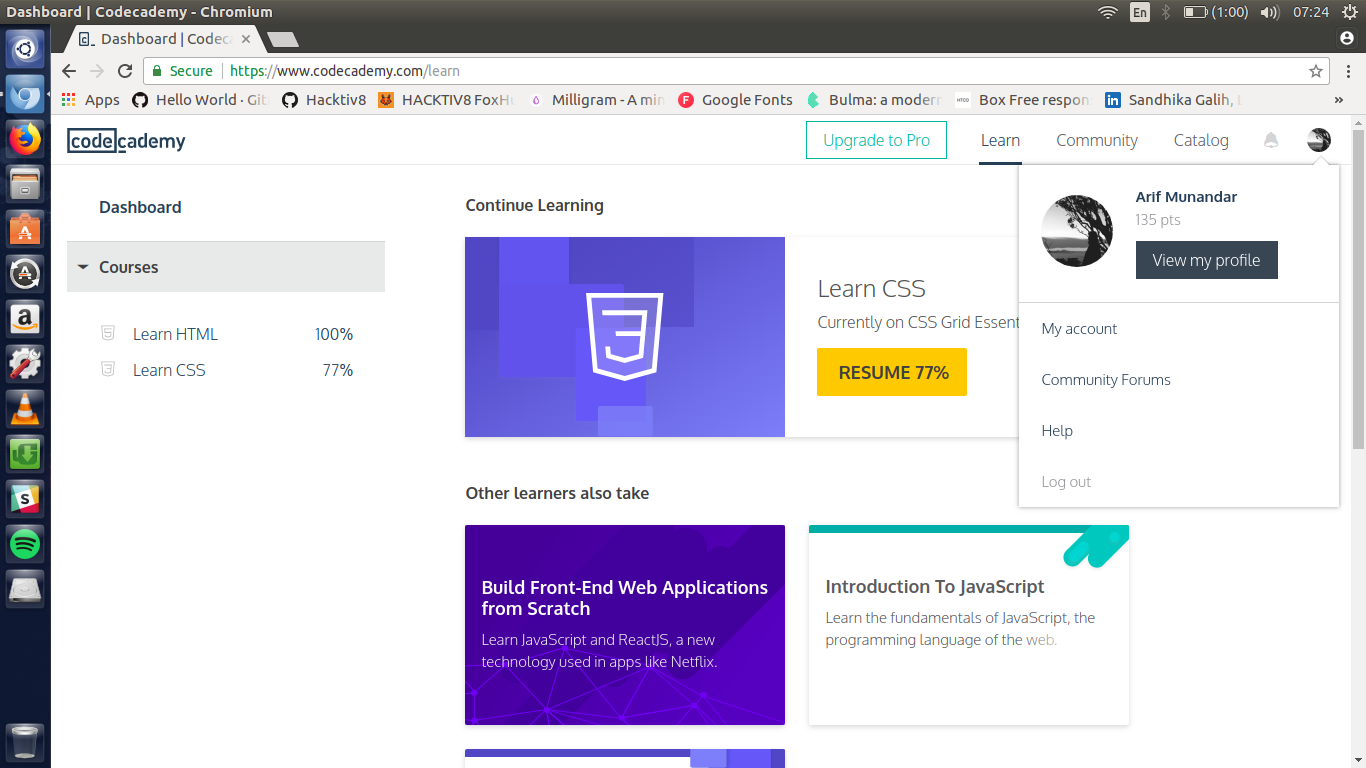 Dashboard | Codecademy - Chromium
En
(1:00)
07:24
Dashboard | Codeca
Secure
https://www.codecademy.com/learn
Apps
Hello World · Git
Hacktiv8
HACKTIV8 FoxHu
Milligram - A min
Google Fonts
Bulma: a modern
Box Free respon
Sandhika Galih,
»
codecademy
Upgrade to Pro
Learn
Community
Catalog
Dashboard
Courses
Learn HTML 100%
Learn CSS 77%
Continue Learning
Learn CSS
Currently on CSS Grid Essent
RESUME 77%
Arif Munandar
135 pts
View my profile
My account
Community Forums
Help
Log out
Other learners also take
Build Front-End Web Applications
from Scratch
Learn JavaScript and ReactJS, a new
technology used in apps like Netflix.
Introduction To JavaScript
Learn the fundamentals of JavaScript, the
programming language of the web.